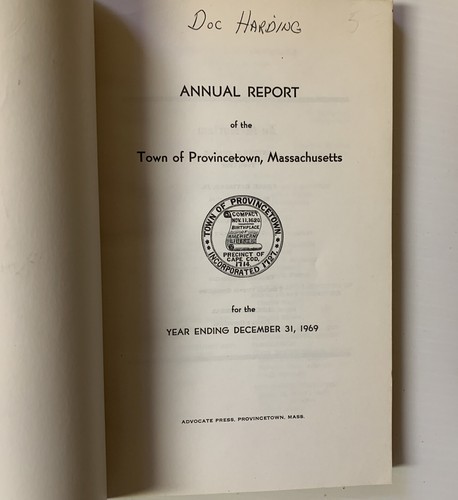 Doc HARDING
5
ANNUAL REPORT
of the
Town of Provincetown, Massachusetts
TOWN OF PROVINCETOWN
COMPACT
NOV. 11, 1620
BIRTHPLACE
OF
AMERICAN
LIBERTY
PRECINCT OF
CAPE COD,
1714.
INCORPORATED 1727.
for the
YEAR ENDING DECEMBER 31, 1969
ADVOCATE PRESS, PROVINCETOWN, MASS.